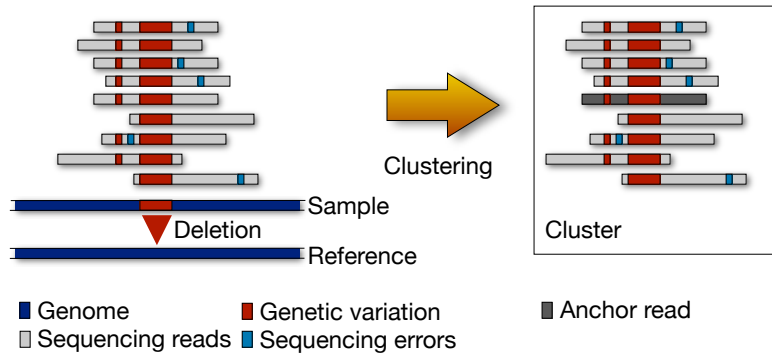 Clustering
Sample
Deletion
Reference
Cluster
Genome
Genetic variation
Anchor read
Sequencing reads
Sequencing errors